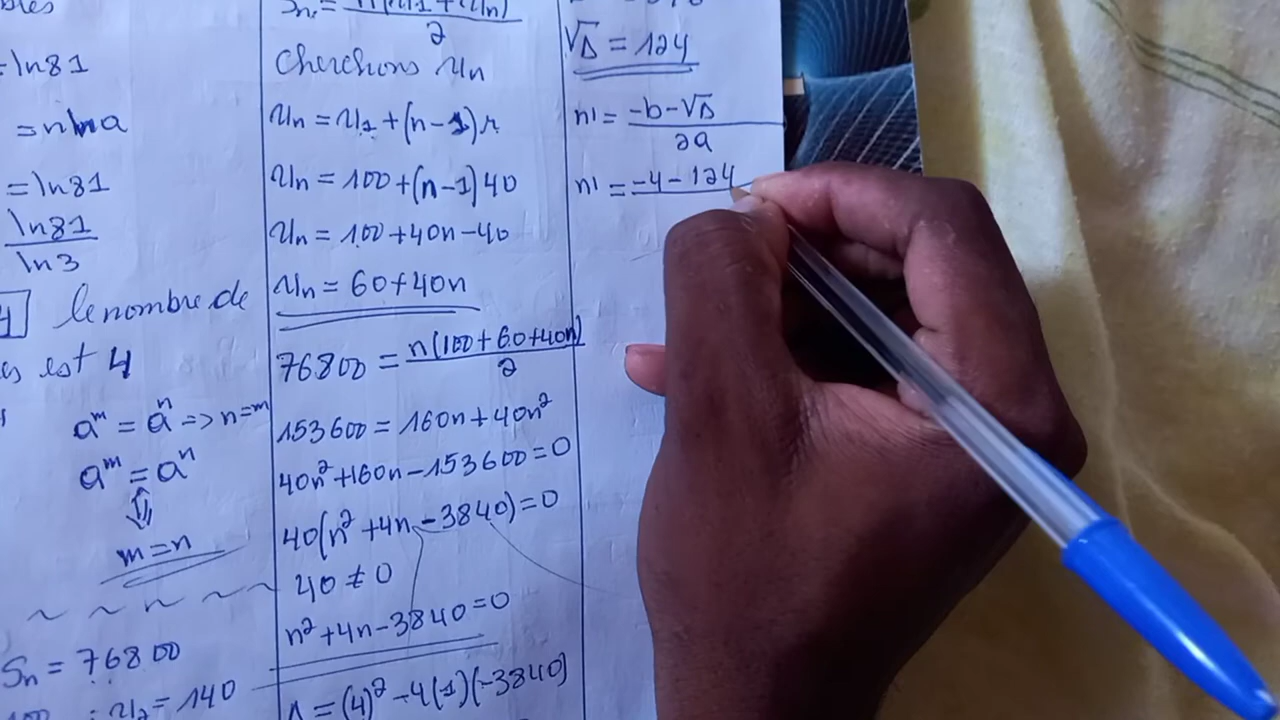 = ln81
= n ln a
= ln81
ln81
ln3
le nombre de
est 4
aᵐ = aⁿ => n=m
aᵐ = aⁿ
⇕
m=n
Sₙ = 76800
; u₂ = 140
2
Cherchons Uₙ
Uₙ = U₁ + (n-1)r
Uₙ = 100 + (n-1)40
Uₙ = 100 + 40n - 40
Uₙ = 60 + 40n
76800 = n(100+60+40n)
2
153600 = 160n + 40n²
40n² + 160n - 153600 = 0
40(n² + 4n - 3840) = 0
40 ≠ 0
n² + 4n - 3840 = 0
Δ = (4)² - 4(1)(-3840)
√Δ = 124
n' = -b-√Δ
2a
n' = -4-124